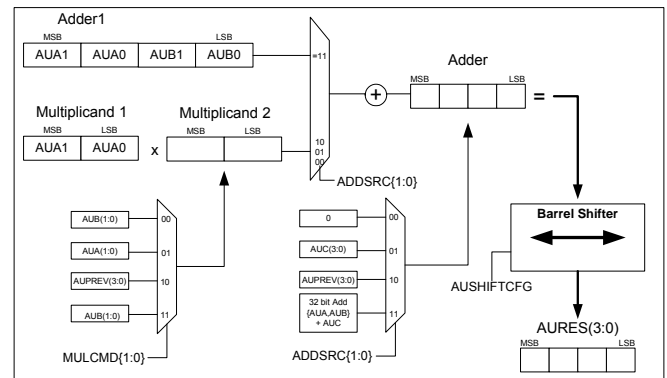 Adder1
MSB LSB
AUA1 AUA0 AUB1 AUB0
=11
Adder
MSB LSB
+
=
Multiplicand 1
MSB LSB
AUA1 AUA0
x
Multiplicand 2
MSB LSB
10
01
00
ADDSRC{1:0}
AUB(1:0) 00
AUA(1:0) 01
AUPREV(3:0) 10
AUB(1:0) 11
MULCMD{1:0}
0 00
AUC(3:0) 01
AUPREV(3:0) 10
32 bit Add
{AUA,AUB}
+ AUC
11
ADDSRC{1:0}
Barrel Shifter
AUSHIFTCFG
AURES(3:0)
MSB LSB